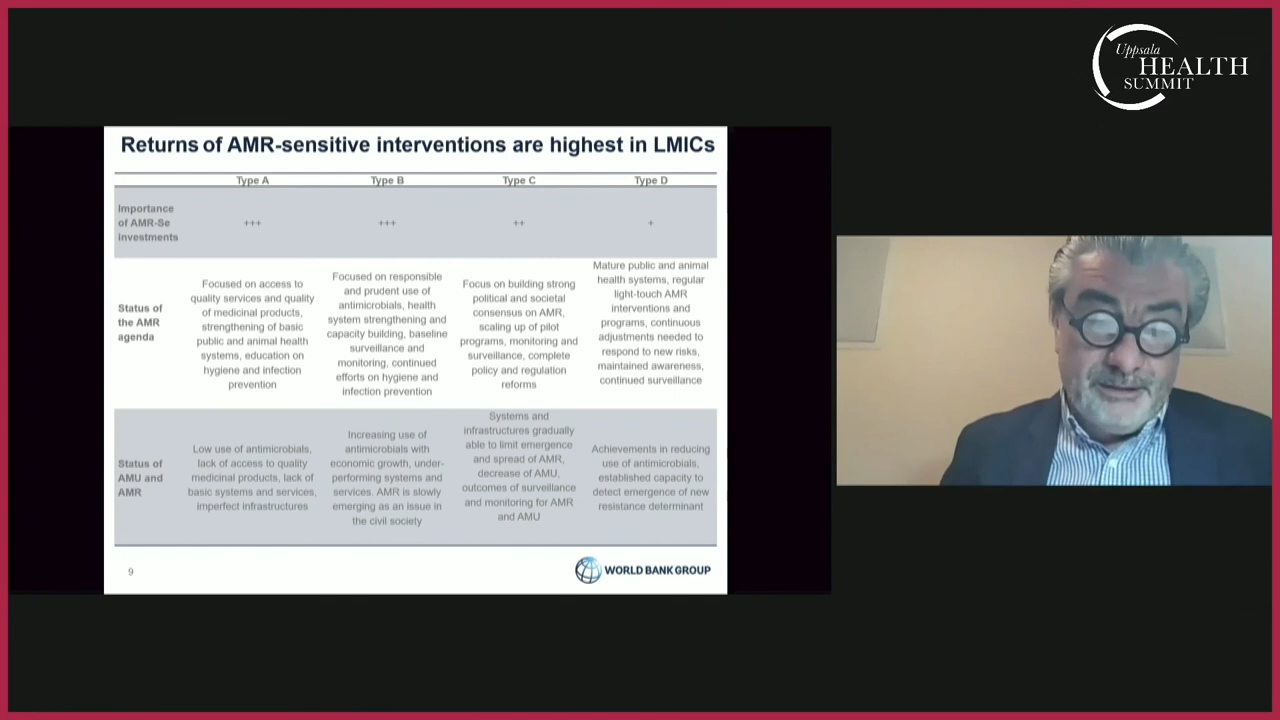 Uppsala
HEALTH
SUMMIT
Returns of AMR-sensitive interventions are highest in LMICs
Type A
Type B
Type C
Type D
Importance
of AMR-Se
investments
+++
+++
++
+
Status of
the AMR
agenda
Focused on access to
quality services and quality
of medicinal products,
strengthening of basic
public and animal health
systems, education on
hygiene and infection
prevention
Focused on responsible
and prudent use of
antimicrobials, health
system strengthening and
capacity building, baseline
surveillance and
monitoring, continued
efforts on hygiene and
infection prevention
Focus on building strong
political and societal
consensus on AMR,
scaling up of pilot
programs, monitoring and
surveillance, complete
policy and regulation
reforms
Mature public and animal
health systems, regular
light-touch AMR
interventions and
programs, continuous
adjustments needed to
respond to new risks,
maintained awareness,
continued surveillance
Status of
AMU and
AMR
Low use of antimicrobials,
lack of access to quality
medicinal products, lack of
basic systems and services,
imperfect infrastructures
Increasing use of
antimicrobials with
economic growth, under-
performing systems and
services. AMR is slowly
emerging as an issue in
the civil society
Systems and
infrastructures gradually
able to limit emergence
and spread of AMR,
decrease of AMU,
outcomes of surveillance
and monitoring for AMR
and AMU
Achievements in reducing
use of antimicrobials,
established capacity to
detect emergence of new
resistance determinant
9
WORLD BANK GROUP